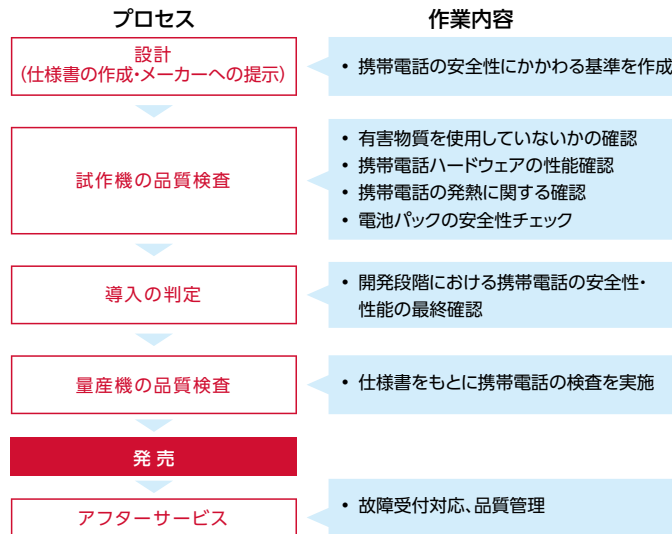 プロセス
作業内容
設計
(仕様書の作成・メーカーへの提示)
• 携帯電話の安全性にかかわる基準を作成
試作機の品質検査
• 有害物質を使用していないかの確認
• 携帯電話ハードウェアの性能確認
• 携帯電話の発熱に関する確認
• 電池パックの安全性チェック
導入の判定
• 開発段階における携帯電話の安全性・
性能の最終確認
量産機の品質検査
• 仕様書をもとに携帯電話の検査を実施
発売
アフターサービス
• 故障受付対応、品質管理